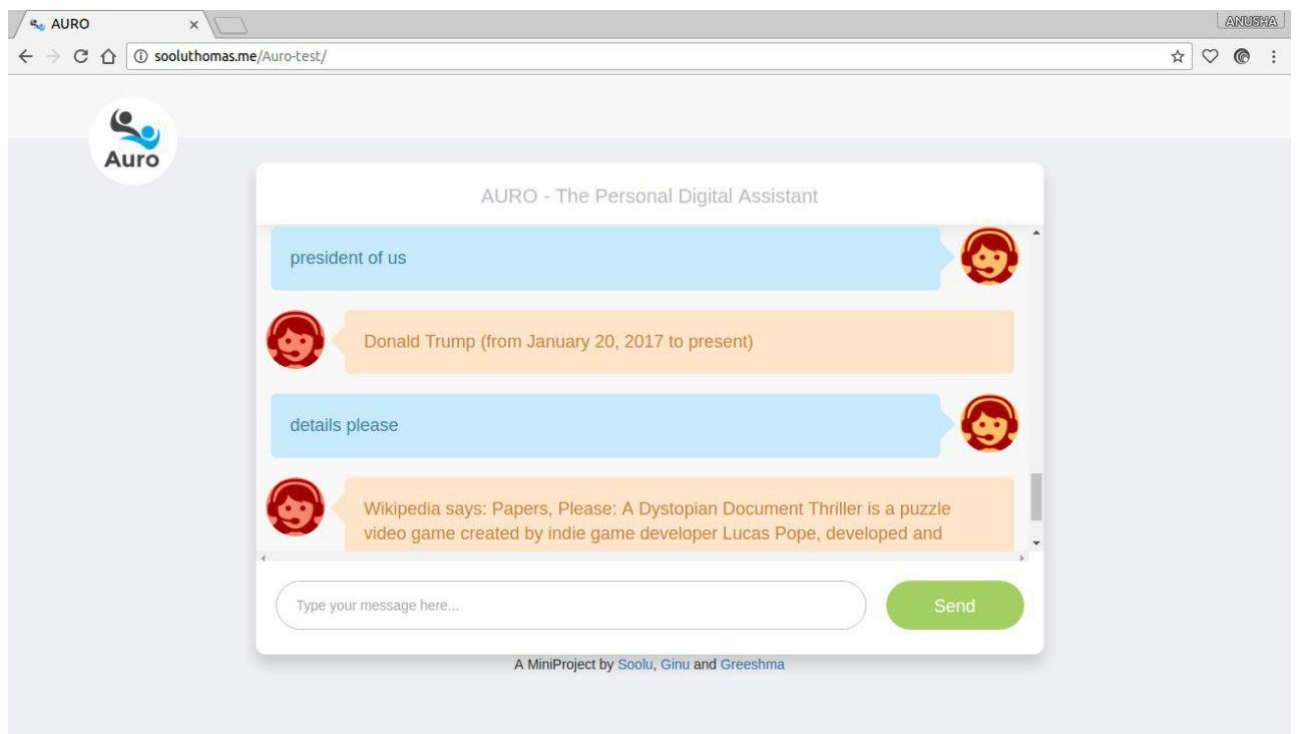 AURO
ANUSHA
sooluthomas.me/Auro-test/
Auro
AURO - The Personal Digital Assistant
president of us
Donald Trump (from January 20, 2017 to present)
details please
Wikipedia says: Papers, Please: A Dystopian Document Thriller is a puzzle
video game created by indie game developer Lucas Pope, developed and
Type your message here...
Send
A MiniProject by Soolu, Ginu and Greeshma